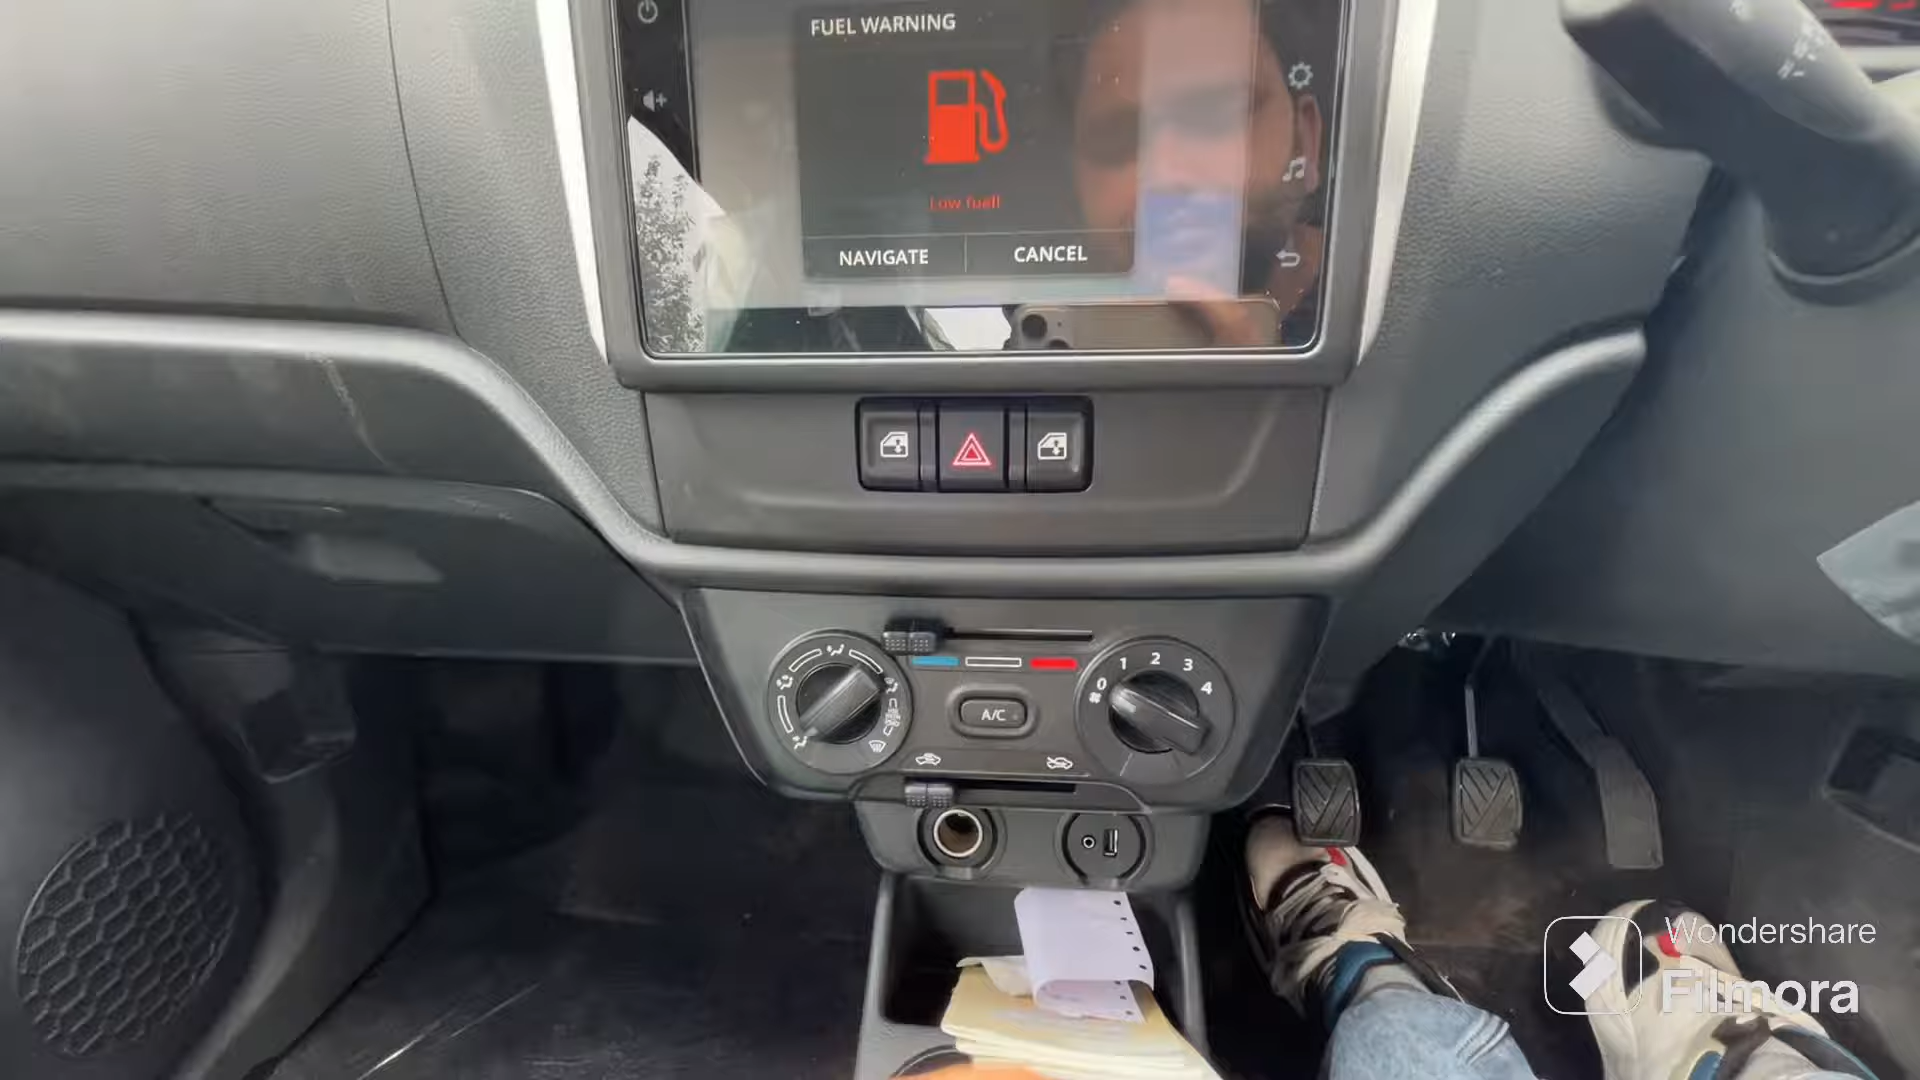 FUEL WARNING
Low fuel!
NAVIGATE
CANCEL
1 2 3
0 4
A/C
Wondershare
Filmora